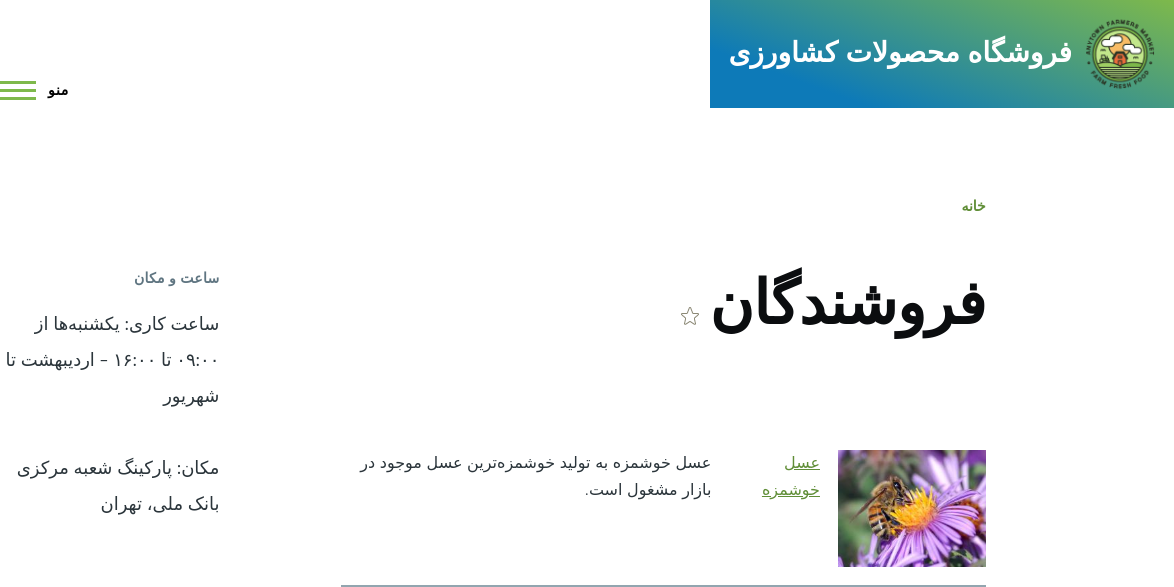 ANYTOWN FARMERS MARKET
FARM FRESH FOOD
فروشگاه محصولات کشاورزی
منو
خانه
فروشندگان
عسل
خوشمزه
عسل خوشمزه به تولید خوشمزه‌ترین عسل موجود در
بازار مشغول است.
ساعت و مکان
ساعت کاری: یکشنبه‌ها از
۰۹:۰۰ تا ۱۶:۰۰ – اردیبهشت تا
شهریور
مکان: پارکینگ شعبه مرکزی
بانک ملی، تهران